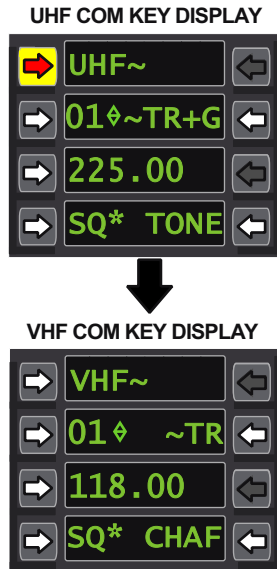 UHF COM KEY DISPLAY
UHF~
01⬨~TR+G
225.00
SQ* TONE
VHF COM KEY DISPLAY
VHF~
01⬨ ~TR
118.00
SQ* CHAF